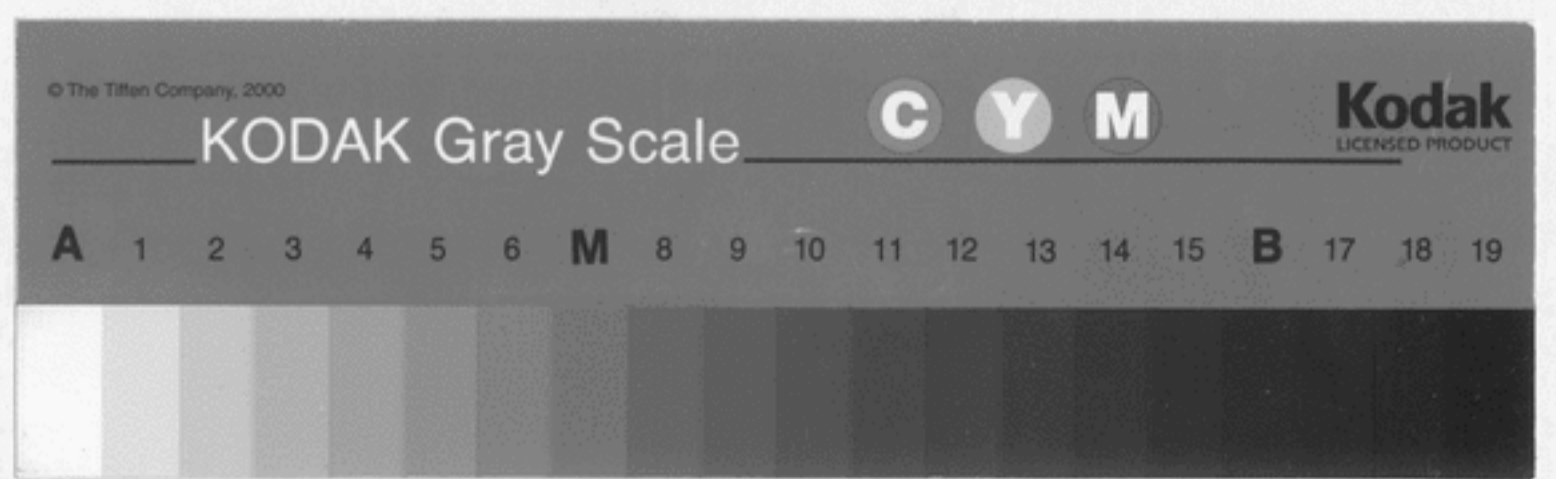 © The Tiffen Company, 2000
KODAK Gray Scale
C Y M
Kodak
LICENSED PRODUCT
A 1 2 3 4 5 6 M 8 9 10 11 12 13 14 15 B 17 18 19